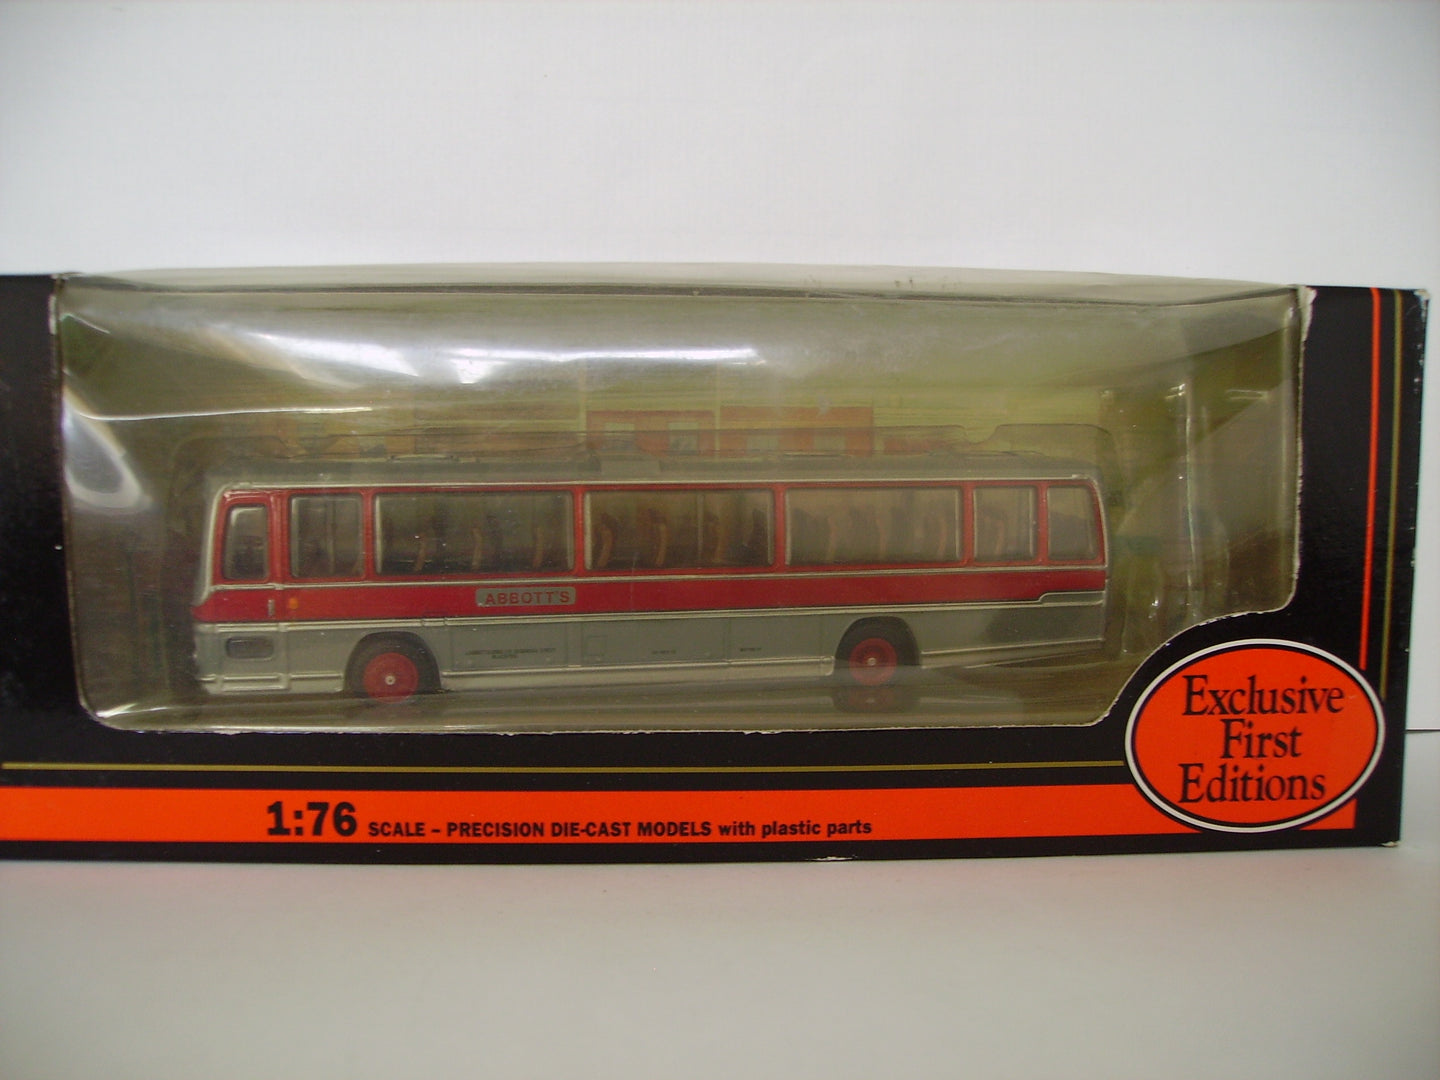 ABBOTT'S
Exclusive
First
Editions
1:76 SCALE – PRECISION DIE-CAST MODELS with plastic parts